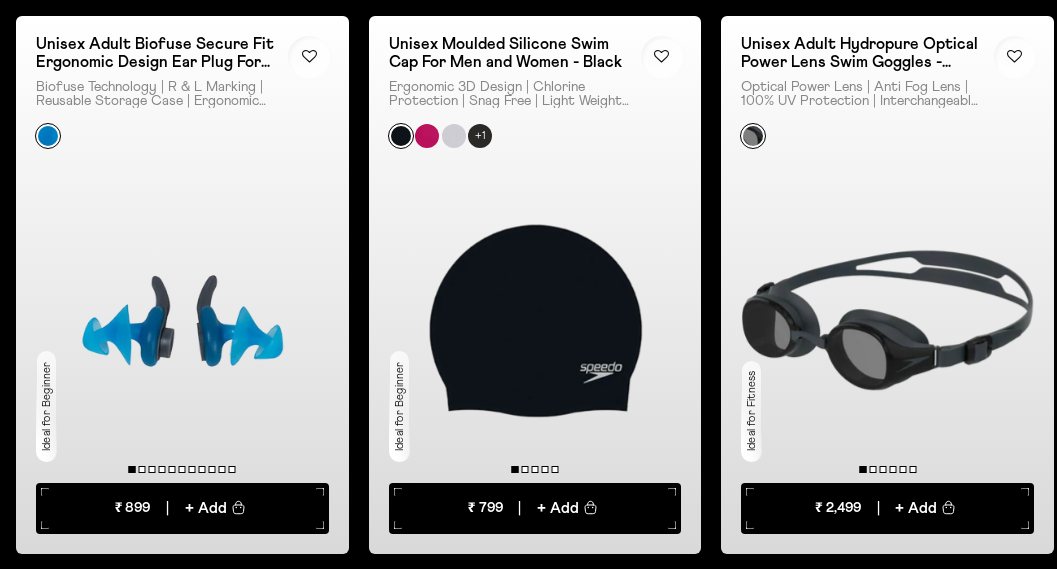 Unisex Adult Biofuse Secure Fit
Ergonomic Design Ear Plug For...
Biofuse Technology | R & L Marking |
Reusable Storage Case | Ergonomic...
Ideal for Beginner
₹ 899 | + Add
Unisex Moulded Silicone Swim
Cap For Men and Women - Black
Ergonomic 3D Design | Chlorine
Protection | Snag Free | Light Weight...
+1
speedo
Ideal for Beginner
₹ 799 | + Add
Unisex Adult Hydropure Optical
Power Lens Swim Goggles -...
Optical Power Lens | Anti Fog Lens |
100% UV Protection | Interchangeabl...
Ideal for Fitness
₹ 2,499 | + Add